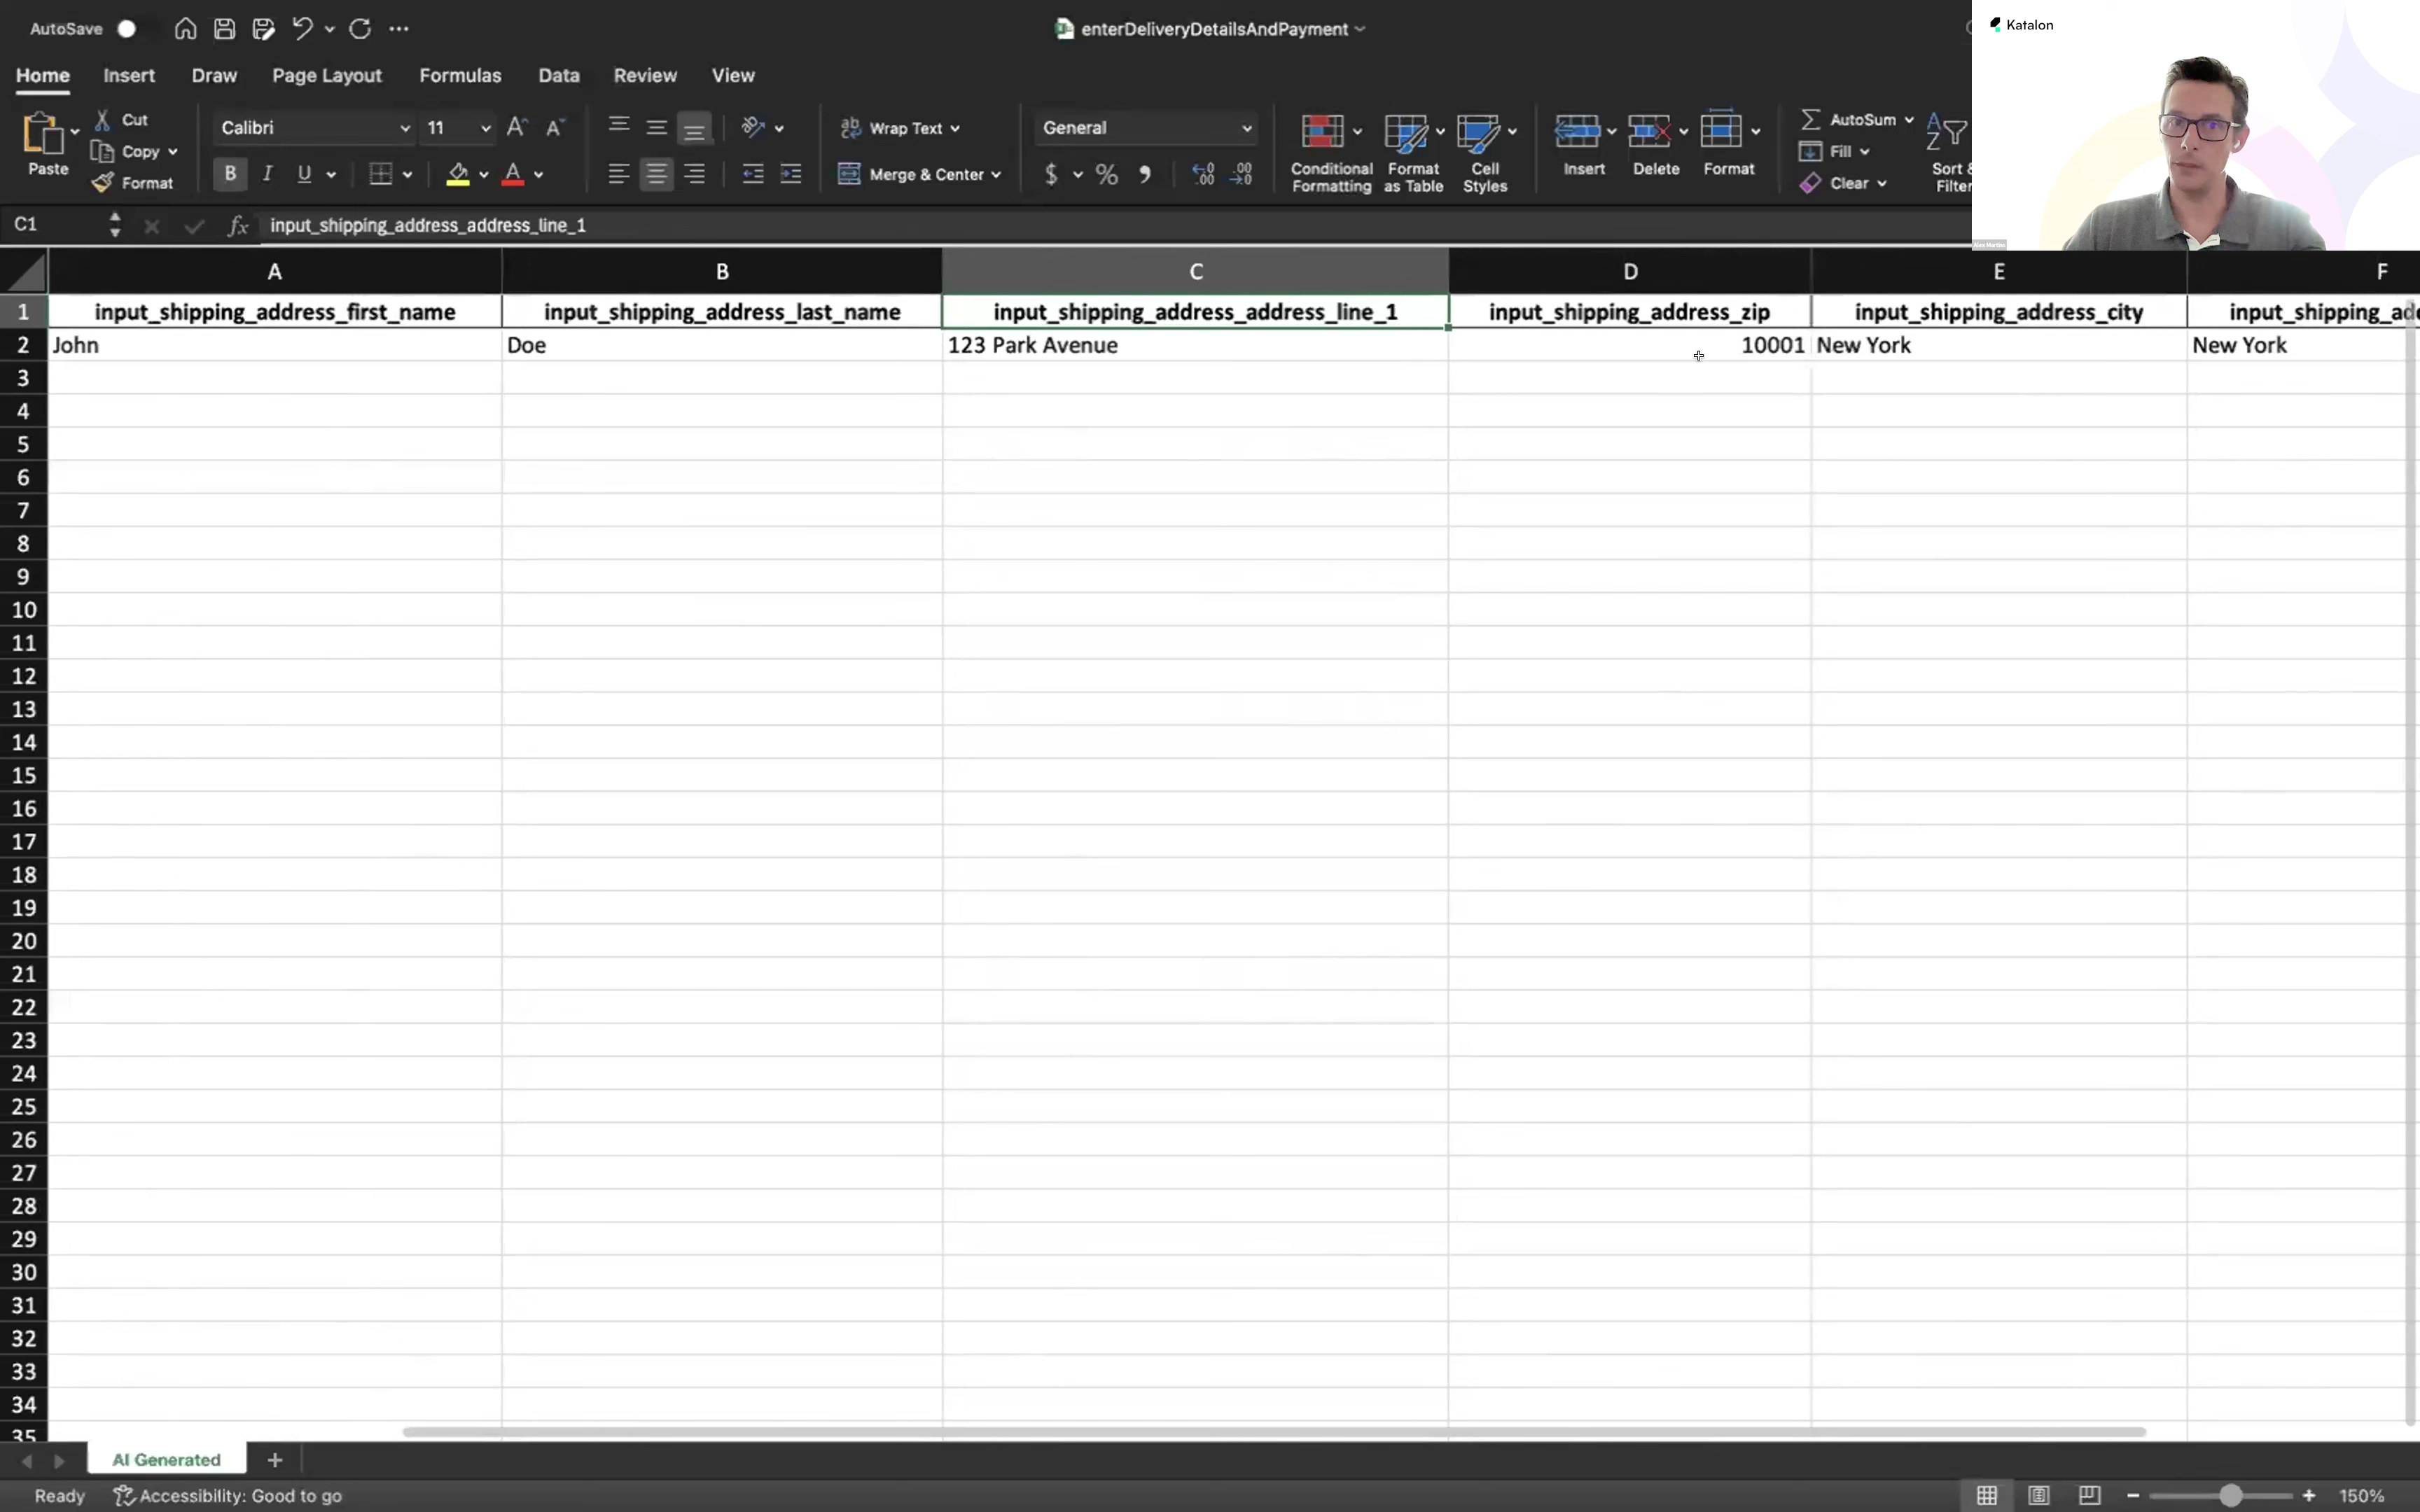 AutoSave
enterDeliveryDetailsAndPayment
Katalon
Home Insert Draw Page Layout Formulas Data Review View
Paste
Cut
Copy
Format
Calibri 11
B I U A
Wrap Text
Merge & Center
General
$ %
Conditional Formatting
Format as Table
Cell Styles
Insert
Delete
Format
AutoSum
Fill
Clear
Sort & Filter
C1 fx input_shipping_address_address_line_1
A B C D E F
1 input_shipping_address_first_name input_shipping_address_last_name input_shipping_address_address_line_1 input_shipping_address_zip input_shipping_address_city
2 John Doe 123 Park Avenue 10001 New York New York
3
4
5
6
7
8
9
10
11
12
13
14
15
16
17
18
19
20
21
22
23
24
25
26
27
28
29
30
31
32
33
34
35
AI Generated +
Ready Accessibility: Good to go 150%